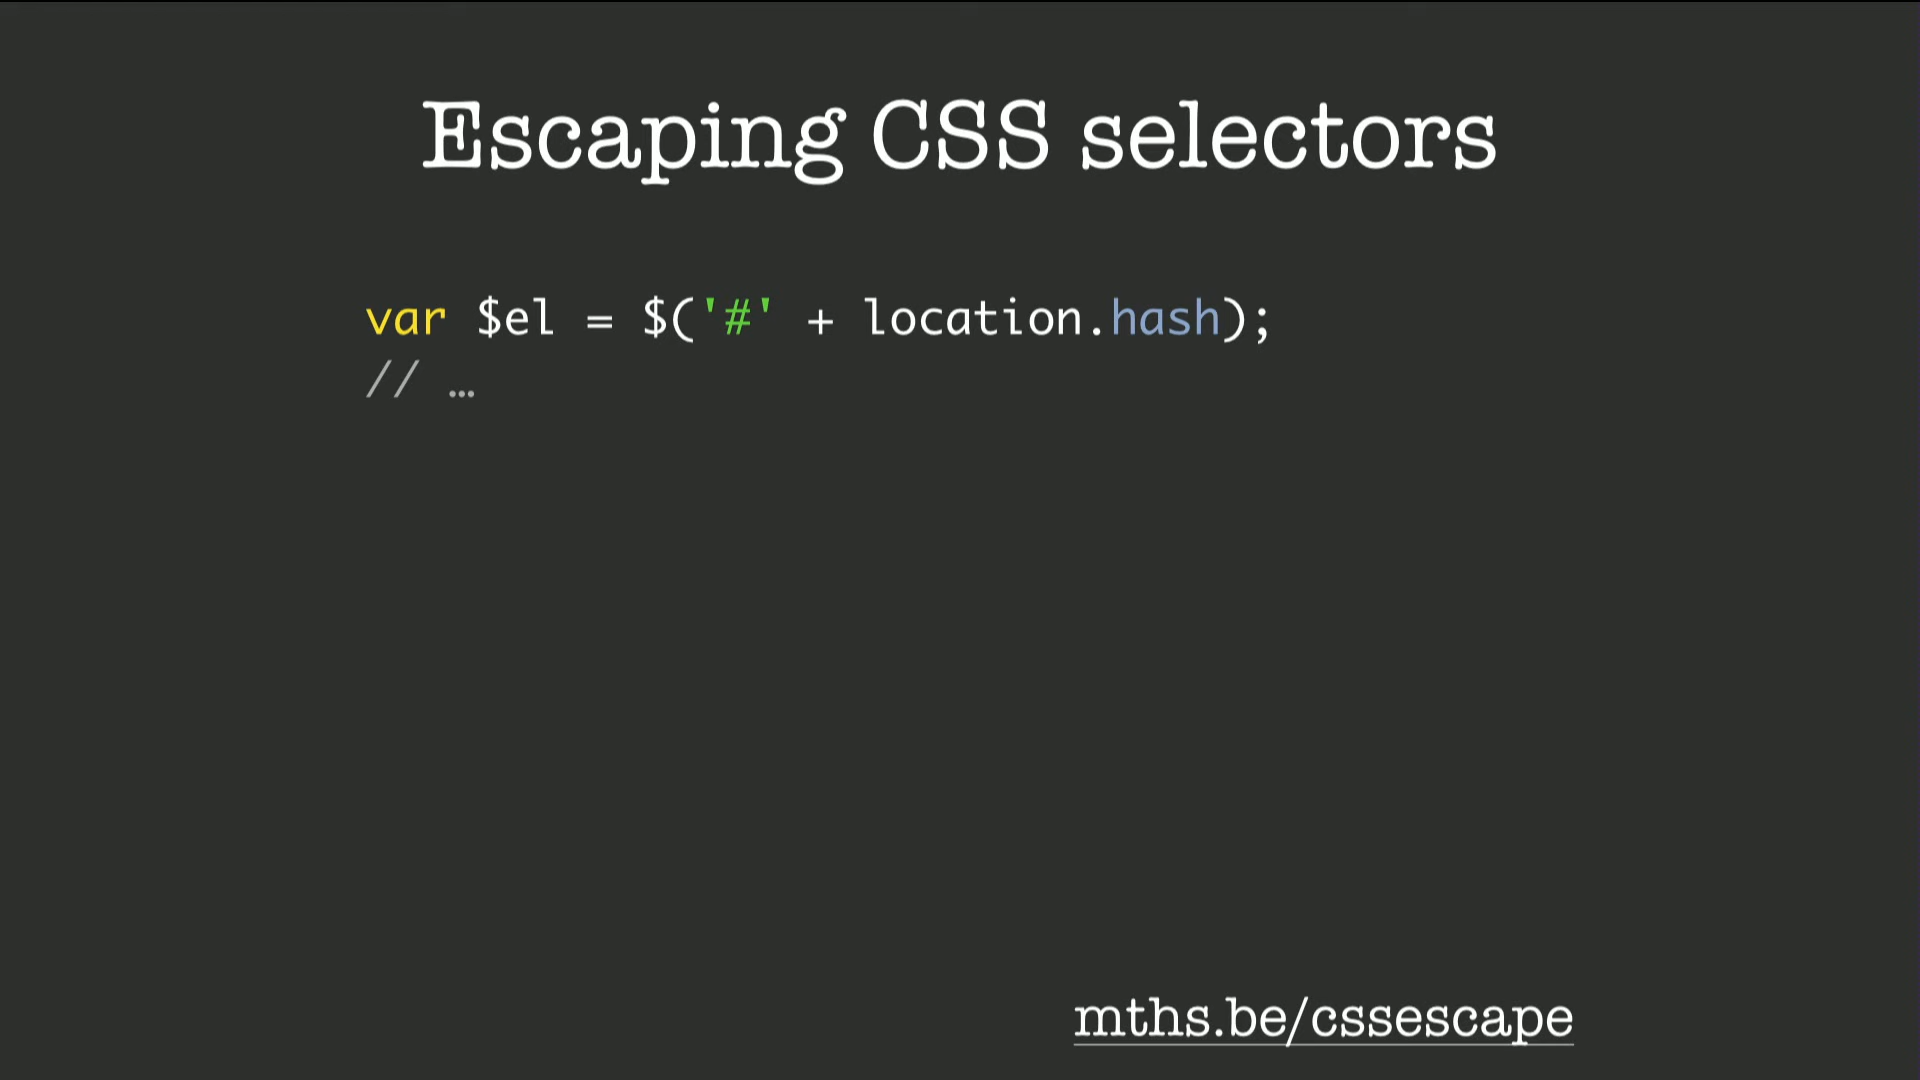 Escaping CSS selectors
var $el = $('#' + location.hash);
// …
mths.be/cssescape